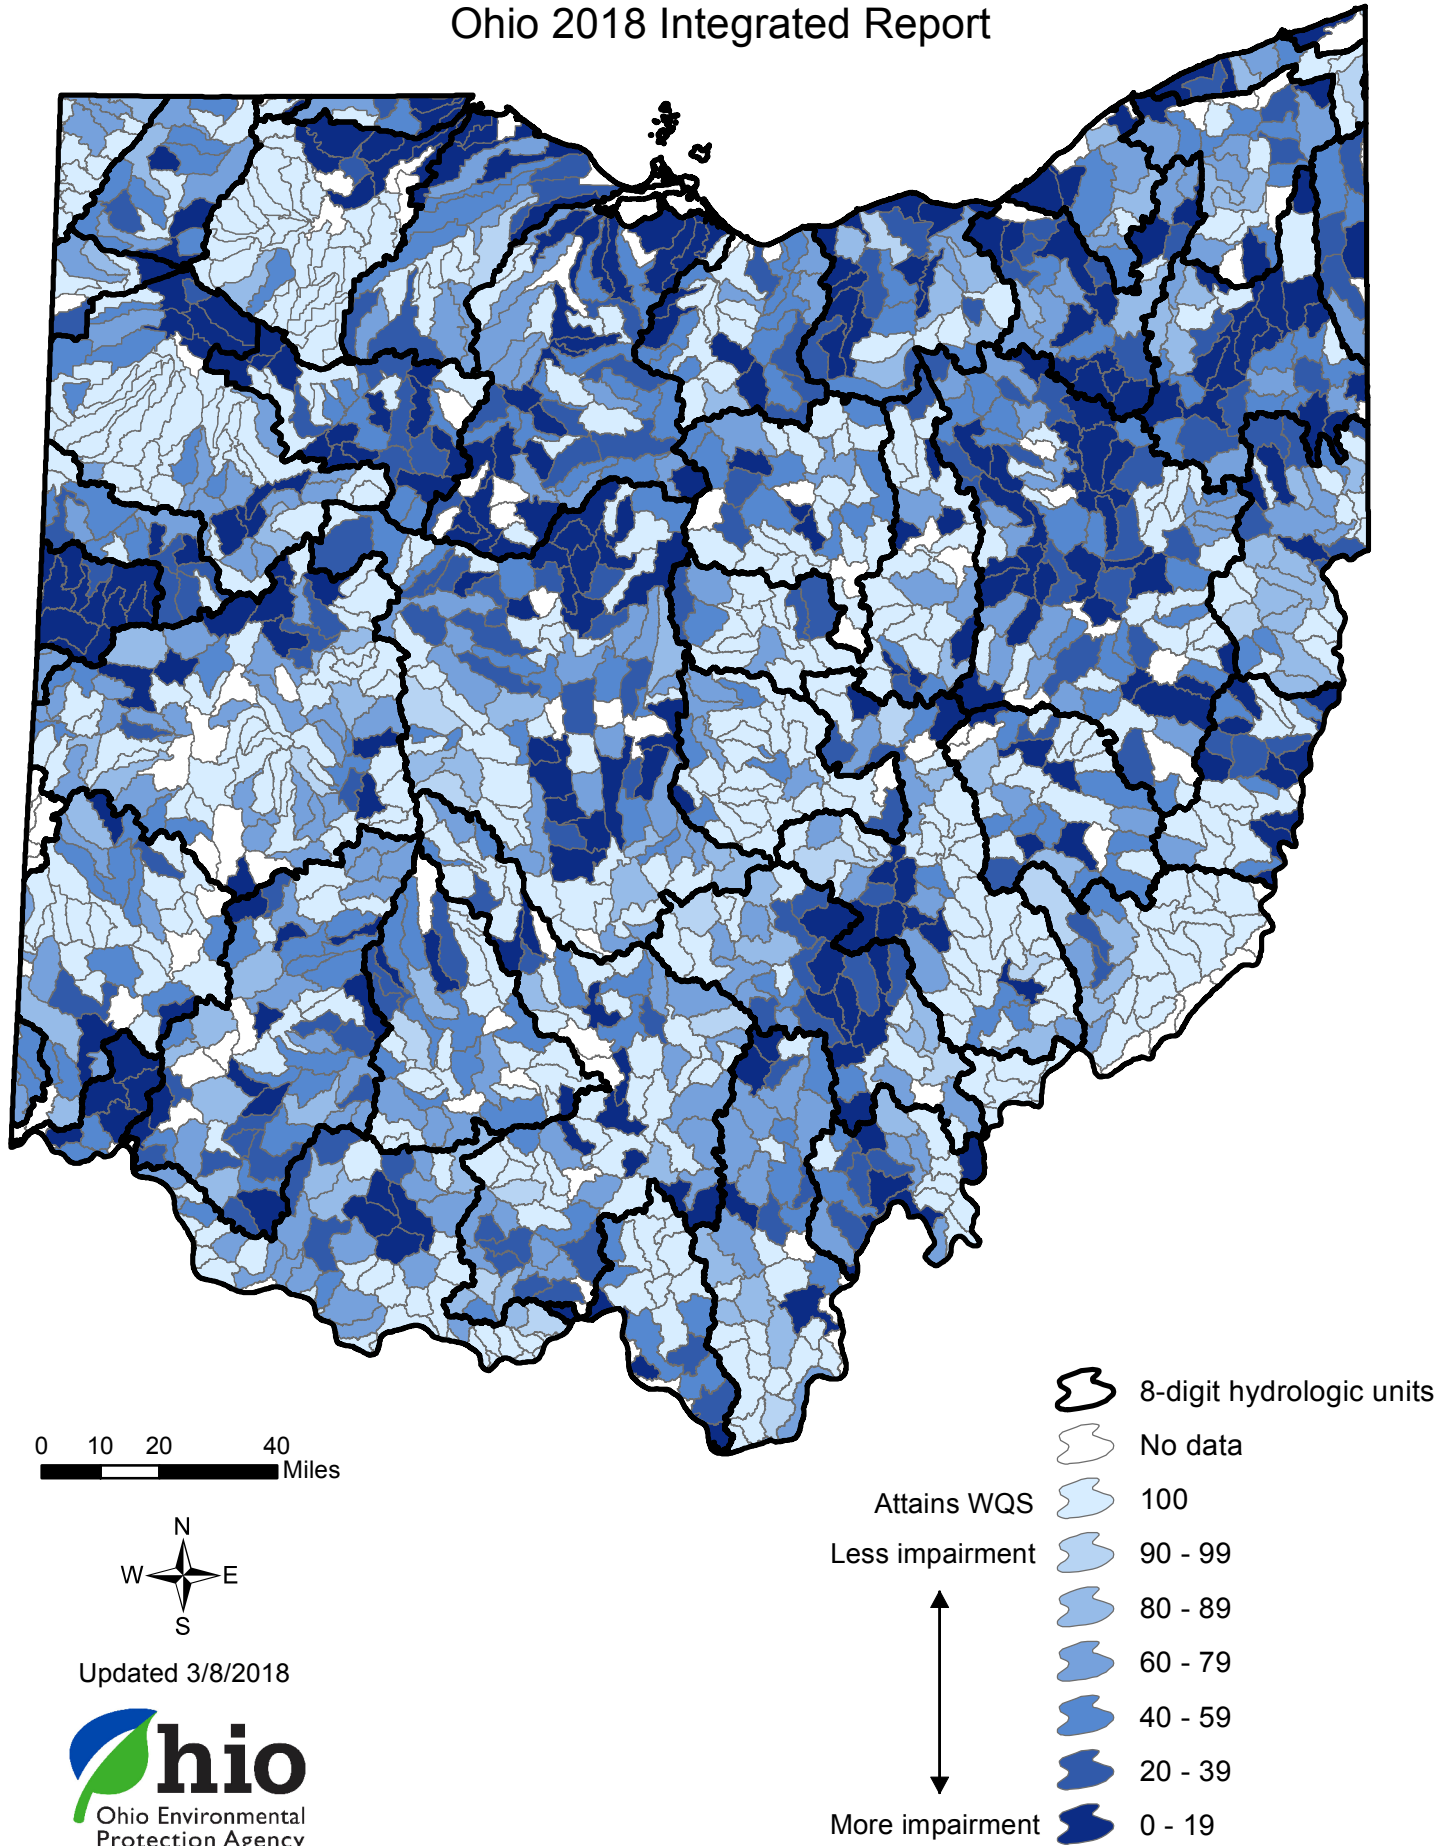 Ohio 2018 Integrated Report
8-digit hydrologic units
No data
Attains WQS 100
Less impairment 90 - 99
80 - 89
60 - 79
40 - 59
20 - 39
More impairment 0 - 19
0 10 20 40
Miles
N
W E
S
Updated 3/8/2018
Ohio
Ohio Environmental
Protection Agency